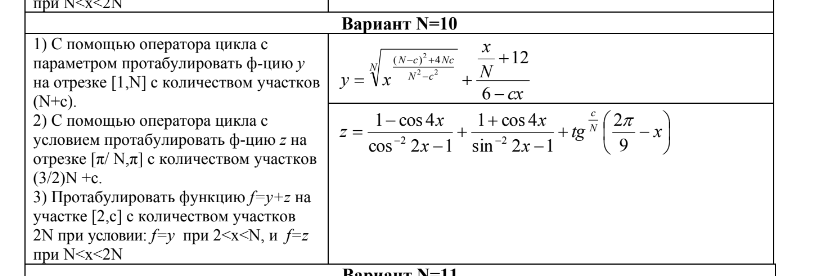 при N<x<2N
Вариант N=10
1) С помощью оператора цикла с
параметром протабулировать ф-цию y
на отрезке [1,N] с количеством участков
(N+c).
2) С помощью оператора цикла с
условием протабулировать ф-цию z на
отрезке [π/ N,π] с количеством участков
(3/2)N +c.
3) Протабулировать функцию f=y+z на
участке [2,c] с количеством участков
2N при условии: f=y при 2<x<N, и f=z
при N<x<2N
y = \sqrt[N]{x^{\frac{(N-c)^2+4Nc}{N^2-c^2}}} + \frac{\frac{x}{N}+12}{6-cx}
z = \frac{1-\cos 4x}{\cos^{-2} 2x-1} + \frac{1+\cos 4x}{\sin^{-2} 2x-1} + tg^{\frac{c}{N}}\left(\frac{2\pi}{9}-x\right)
Вариант N=11